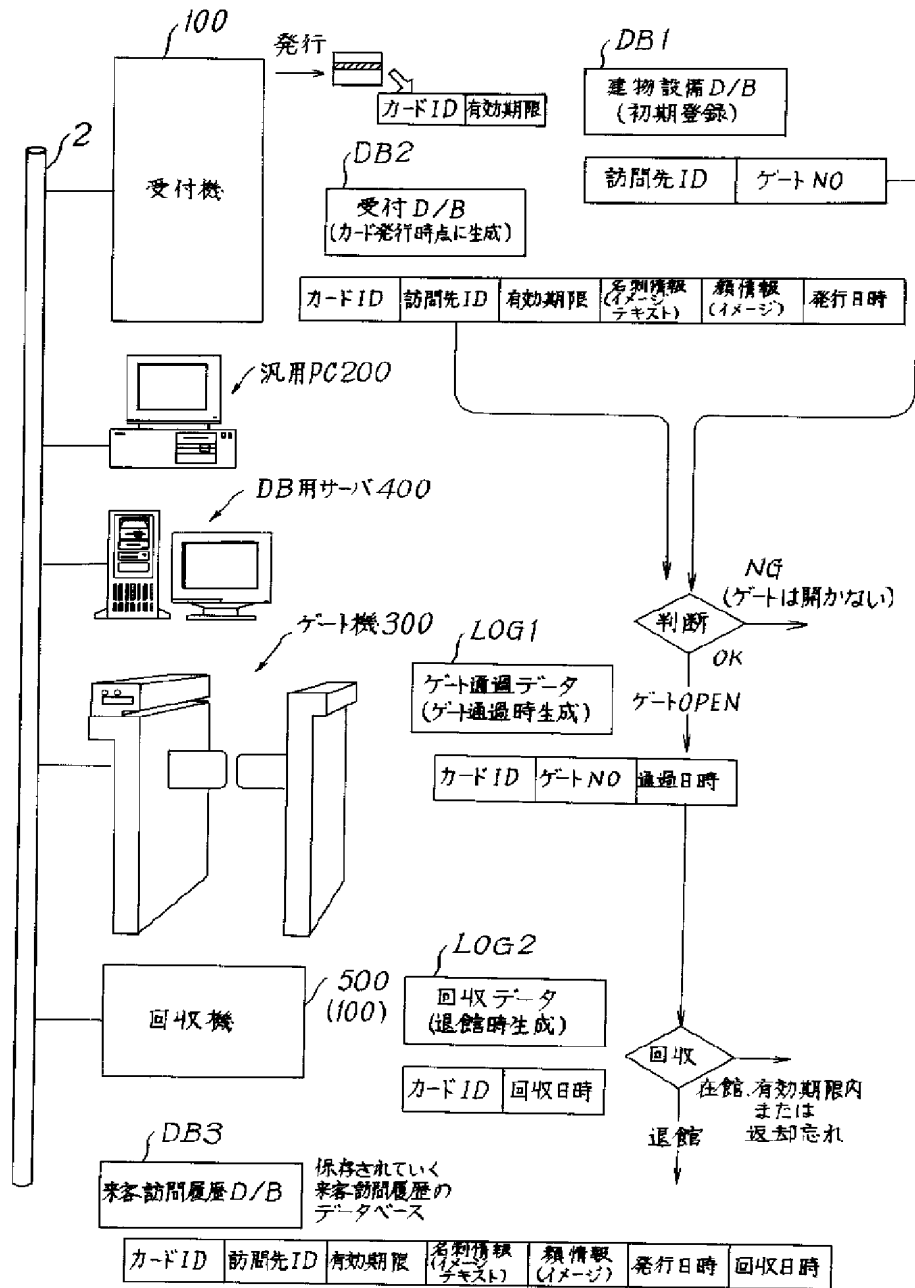 100
発行
カードID 有効期限
DB1
建物設備D/B
(初期登録)
訪問先ID ゲートNO
2
受付機
DB2
受付D/B
(カード発行時点に生成)
カードID 訪問先ID 有効期限 名刺情報(イメージ テキスト) 顔情報(イメージ) 発行日時
汎用PC200
DB用サーバ400
NG
(ゲートは開かない)
判断
OK
ゲートOPEN
ゲート機300
LOG1
ゲート通過データ
(ゲート通過時生成)
カードID ゲートNO 通過日時
回収機
500
(100)
LOG2
回収データ
(退館時生成)
カードID 回収日時
回収
在館、有効期限内
または
返却忘れ
退館
DB3
来客訪問履歴D/B
保存されていく
来客訪問履歴の
データベース
カードID 訪問先ID 有効期限 名刺情報(イメージ テキスト) 顔情報(イメージ) 発行日時 回収日時